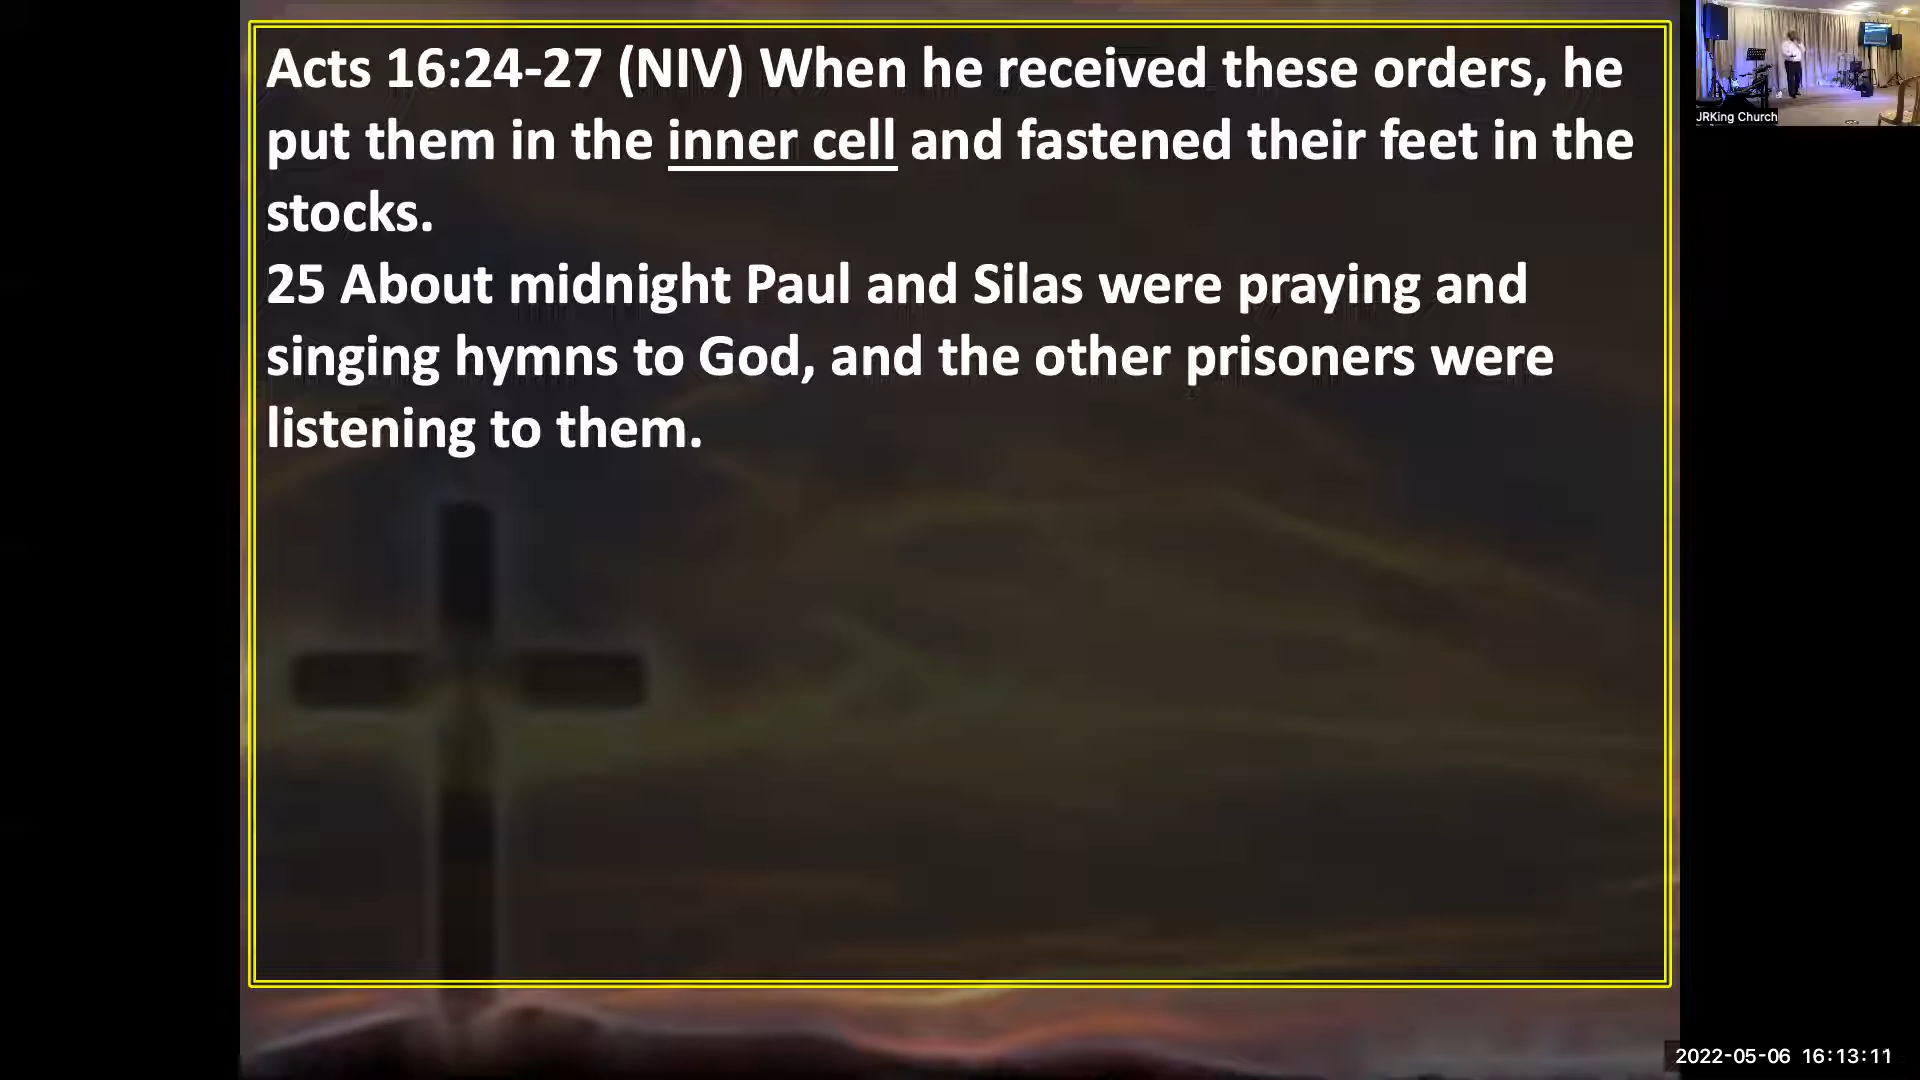 Acts 16:24-27 (NIV) When he received these orders, he
put them in the inner cell and fastened their feet in the
stocks.
25 About midnight Paul and Silas were praying and
singing hymns to God, and the other prisoners were
listening to them.
JRKing Church
2022-05-06 16:13:11